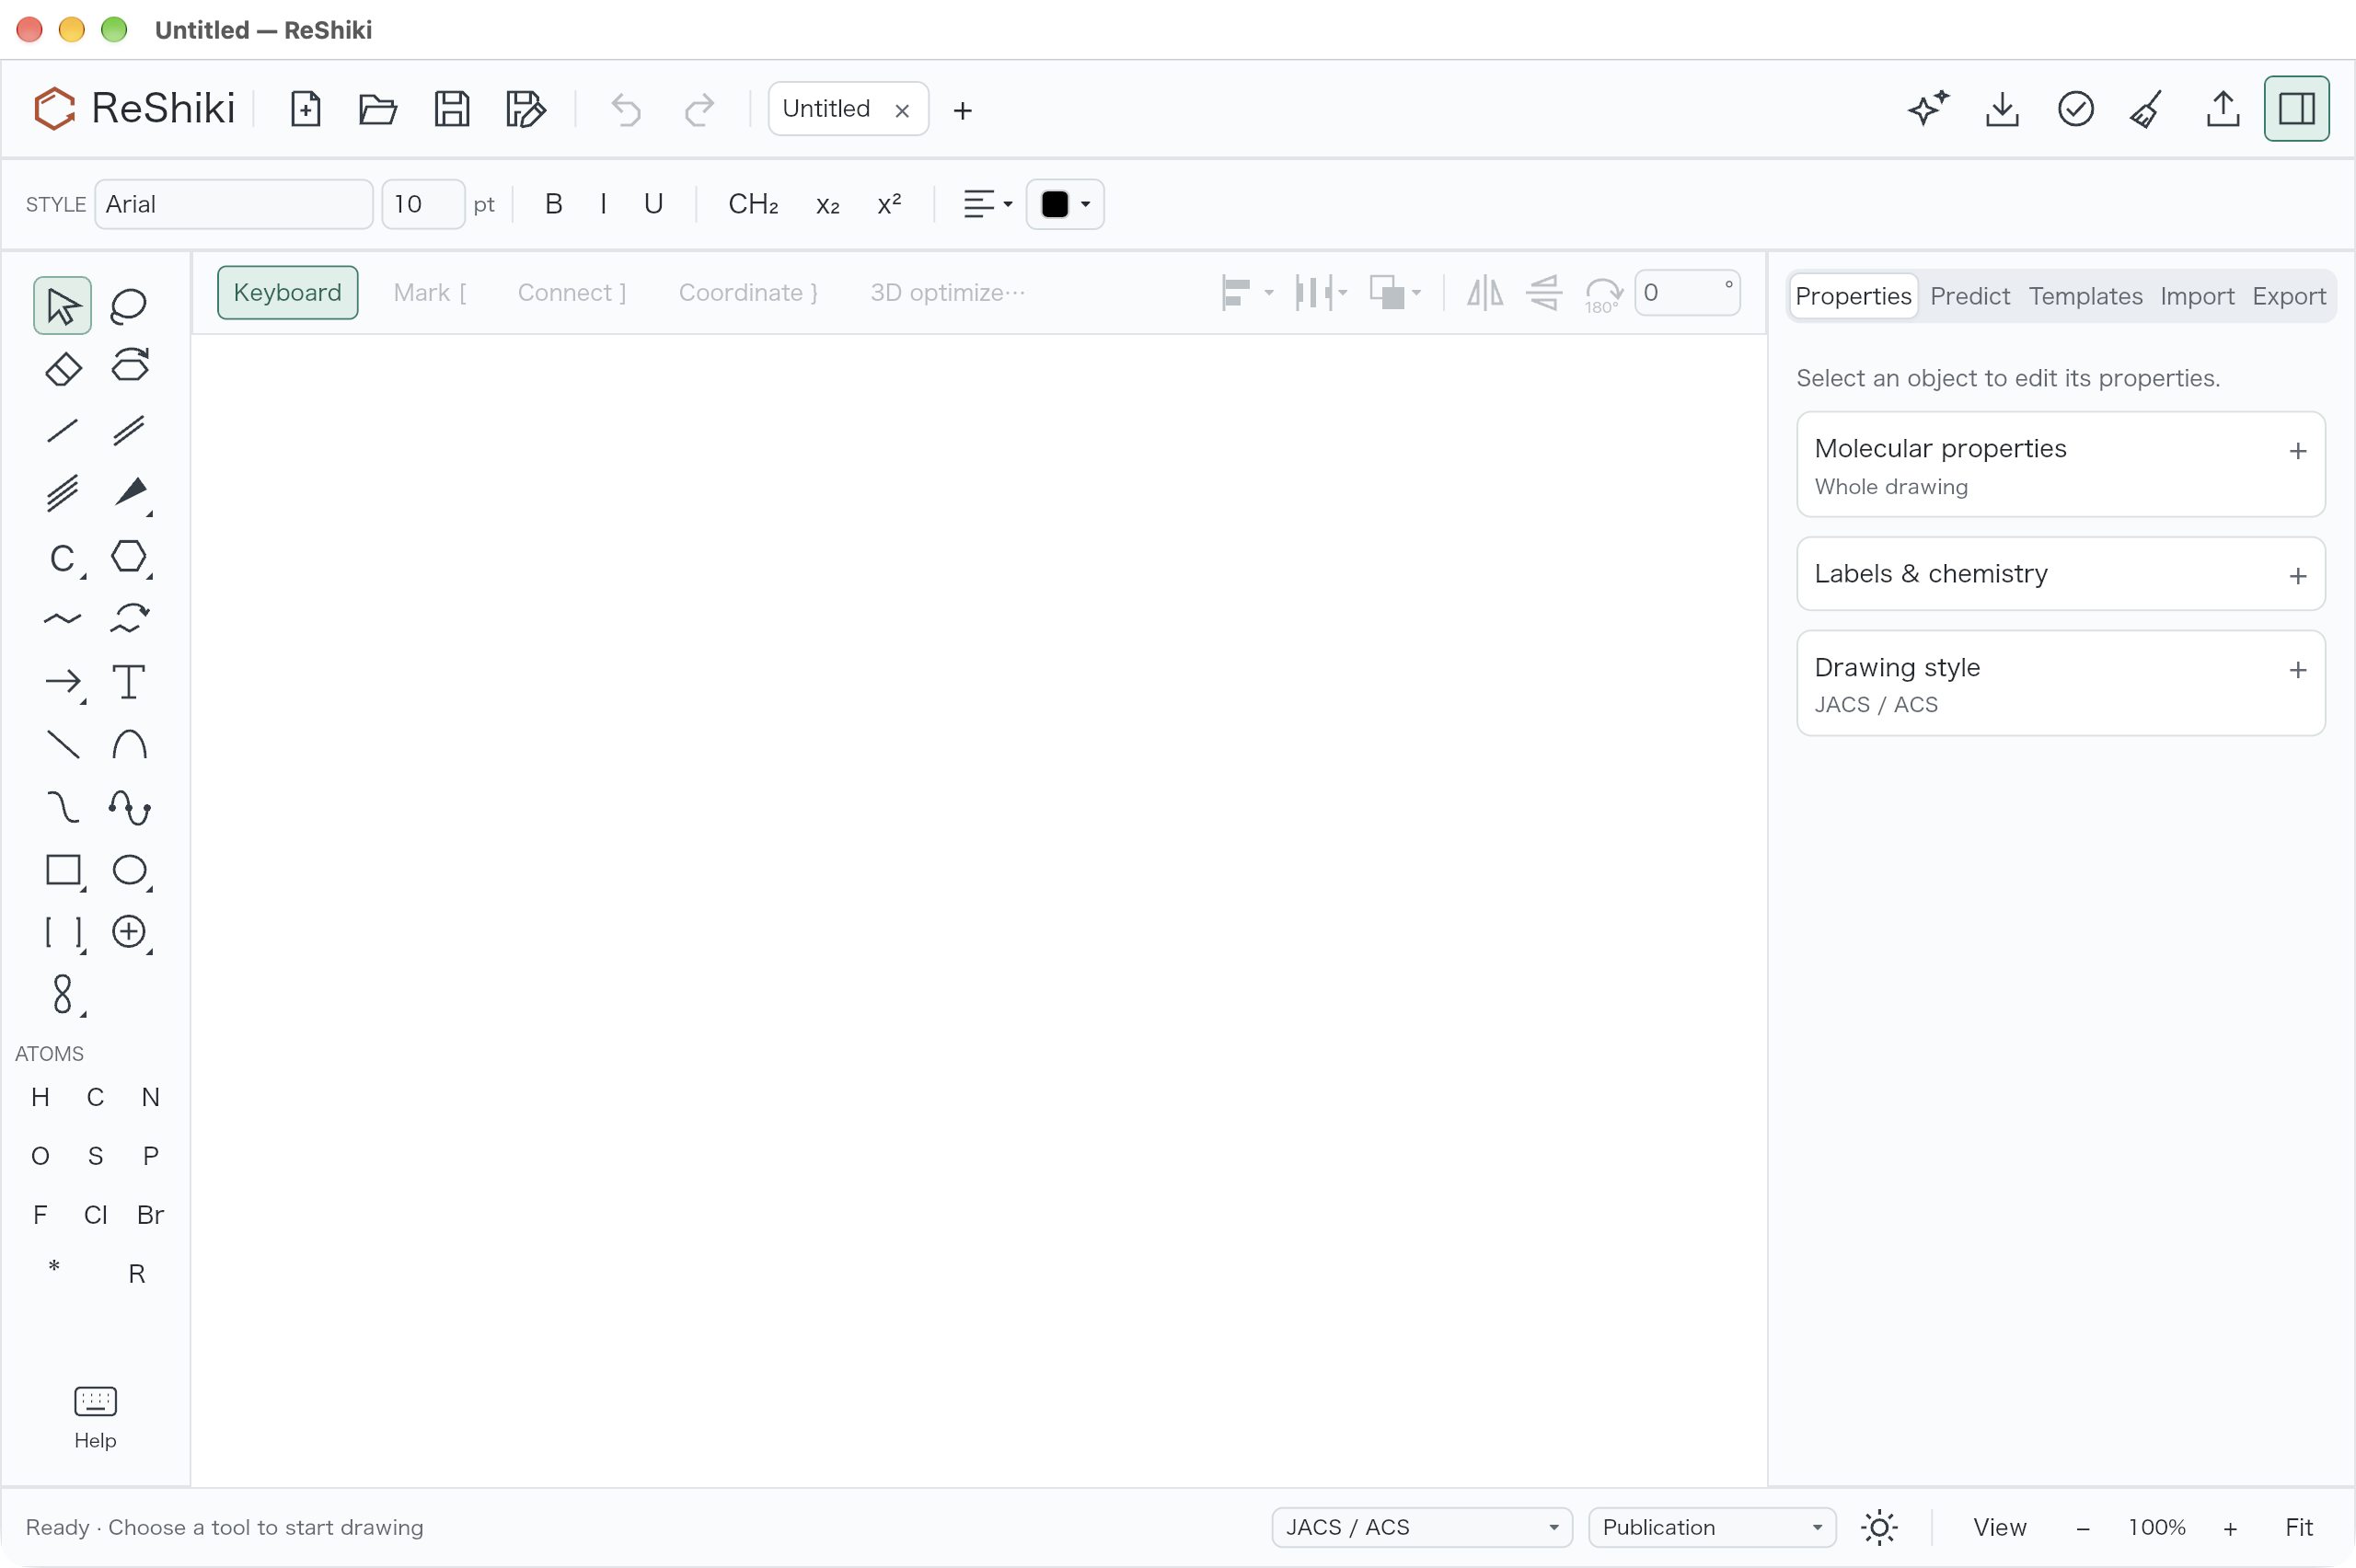 Untitled — ReShiki
ReShiki
Untitled × +
STYLE Arial 10 pt B I U CH₂ x₂ x²
Keyboard Mark [ Connect ] Coordinate } 3D optimize··· 180° 0 °
Properties Predict Templates Import Export
Select an object to edit its properties.
Molecular properties +
Whole drawing
Labels & chemistry +
Drawing style +
JACS / ACS
C
T
[ ]
ATOMS
H C N
O S P
F Cl Br
* R
Help
Ready · Choose a tool to start drawing JACS / ACS Publication View − 100% + Fit